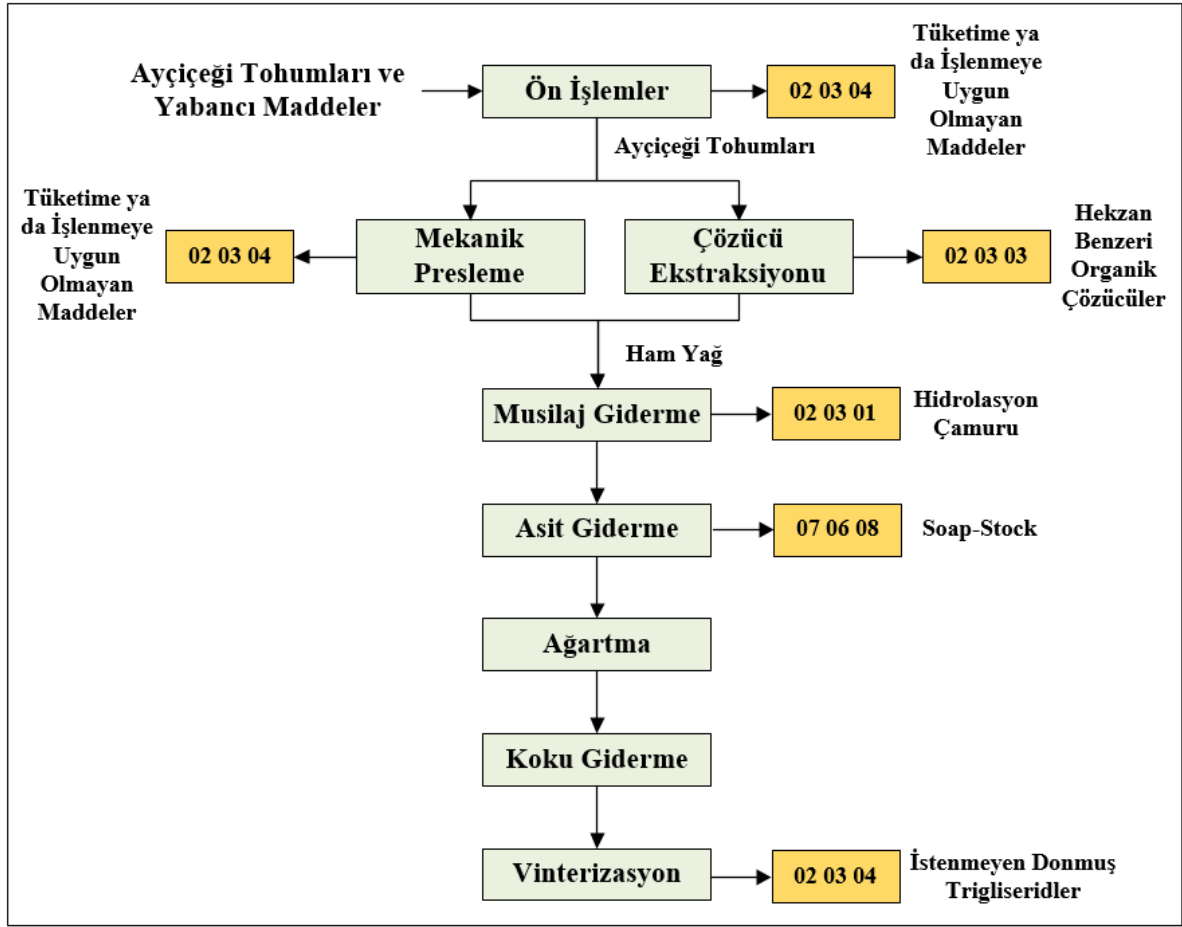 Ayçiçeği Tohumları ve
Yabancı Maddeler
Ön İşlemler
02 03 04
Tüketime ya
da İşlenmeye
Uygun
Olmayan
Maddeler
Ayçiçeği Tohumları
Tüketime ya
da İşlenmeye
Uygun
Olmayan
Maddeler
02 03 04
Mekanik
Presleme
Çözücü
Ekstraksiyonu
02 03 03
Hekzan
Benzeri
Organik
Çözücüler
Ham Yağ
Musilaj Giderme
02 03 01
Hidrolasyon
Çamuru
Asit Giderme
07 06 08
Soap-Stock
Ağartma
Koku Giderme
Vinterizasyon
02 03 04
İstenmeyen Donmuş
Trigliseridler